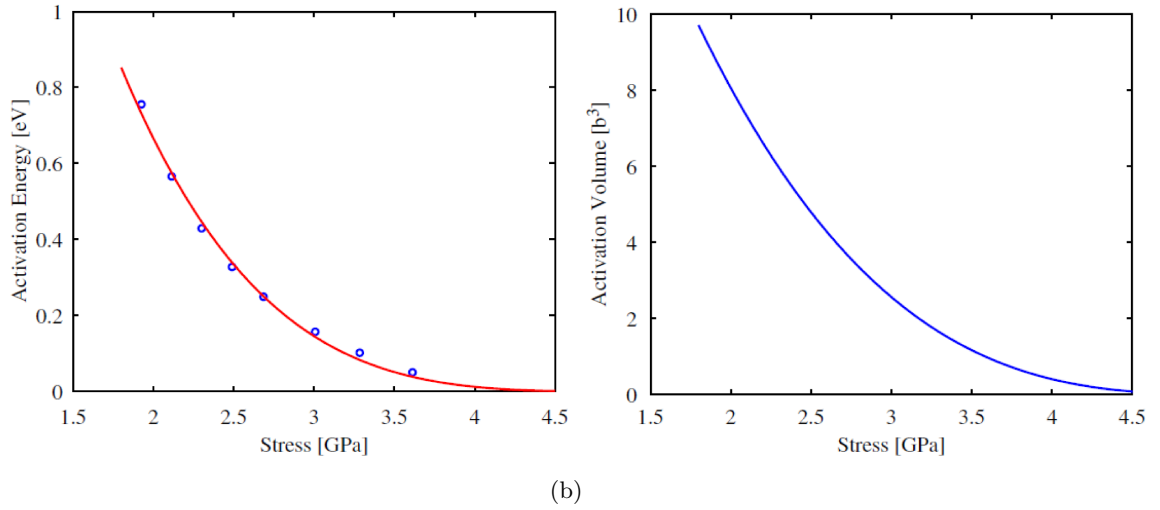 Activation Energy [eV]
1
0.8
0.6
0.4
0.2
0
1.5 2 2.5 3 3.5 4 4.5
Stress [GPa]
Activation Volume [b³]
10
8
6
4
2
0
1.5 2 2.5 3 3.5 4 4.5
Stress [GPa]
(b)